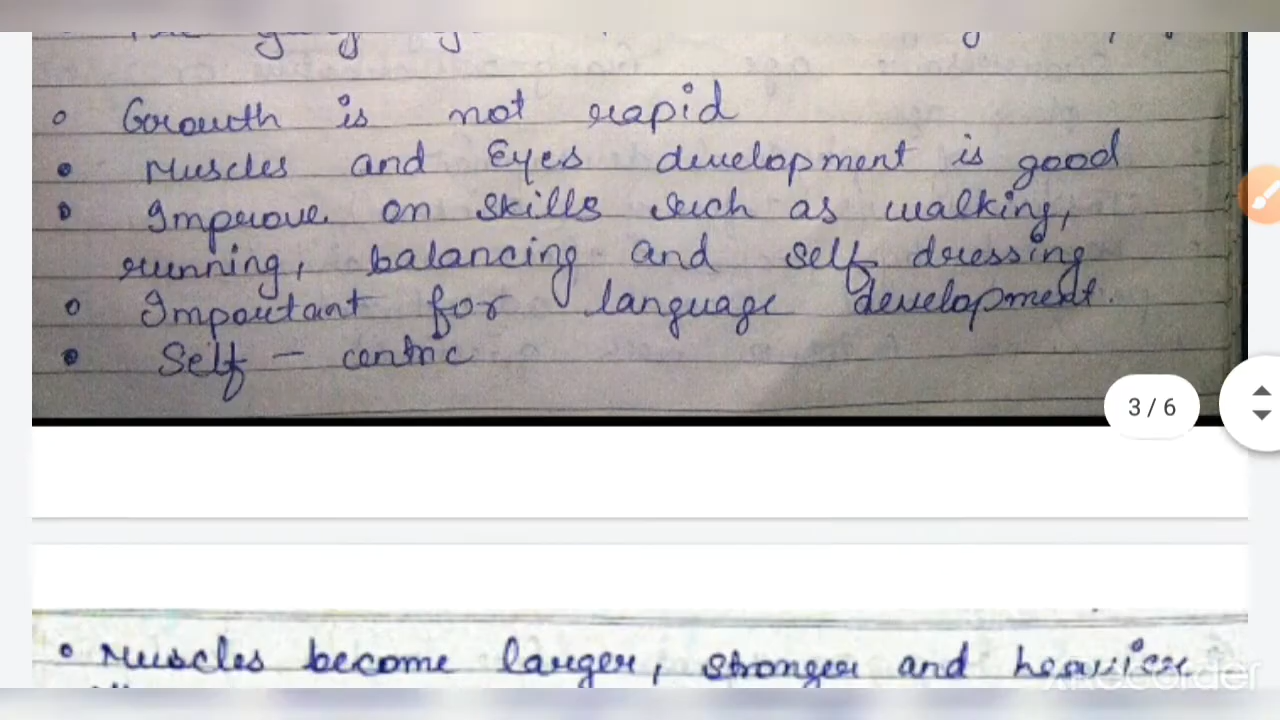 • Growth is not rapid
• Muscles and Eyes development is good
• Improve on skills such as walking,
running, balancing and self dressing
• Important for language development.
• Self - centric
3 / 6
• Muscles become larger, stronger and heavier